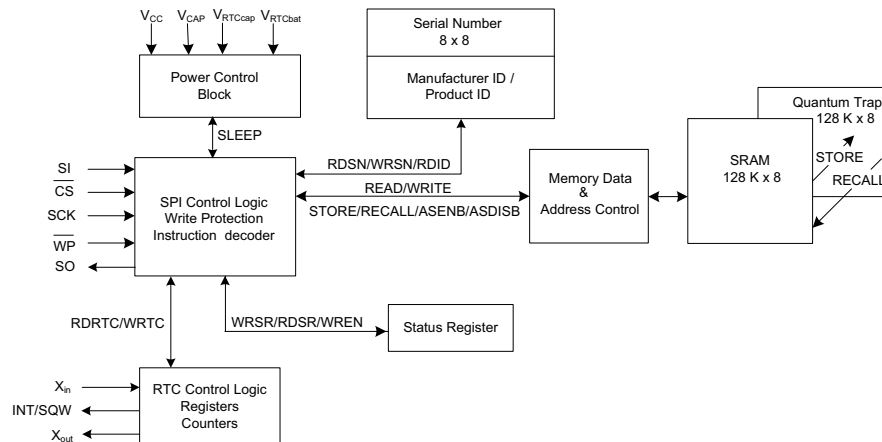 VCC VCAP VRTCcap VRTCbat
Power Control
Block
SLEEP
Serial Number
8 x 8
Manufacturer ID /
Product ID
Quantum Trap
128 K x 8
SRAM
128 K x 8
STORE
RECALL
SI
CS
SCK
WP
SO
SPI Control Logic
Write Protection
Instruction decoder
RDSN/WRSN/RDID
READ/WRITE
STORE/RECALL/ASENB/ASDISB
Memory Data
&
Address Control
RDRTC/WRTC
WRSR/RDSR/WREN
Status Register
Xin
INT/SQW
Xout
RTC Control Logic
Registers
Counters